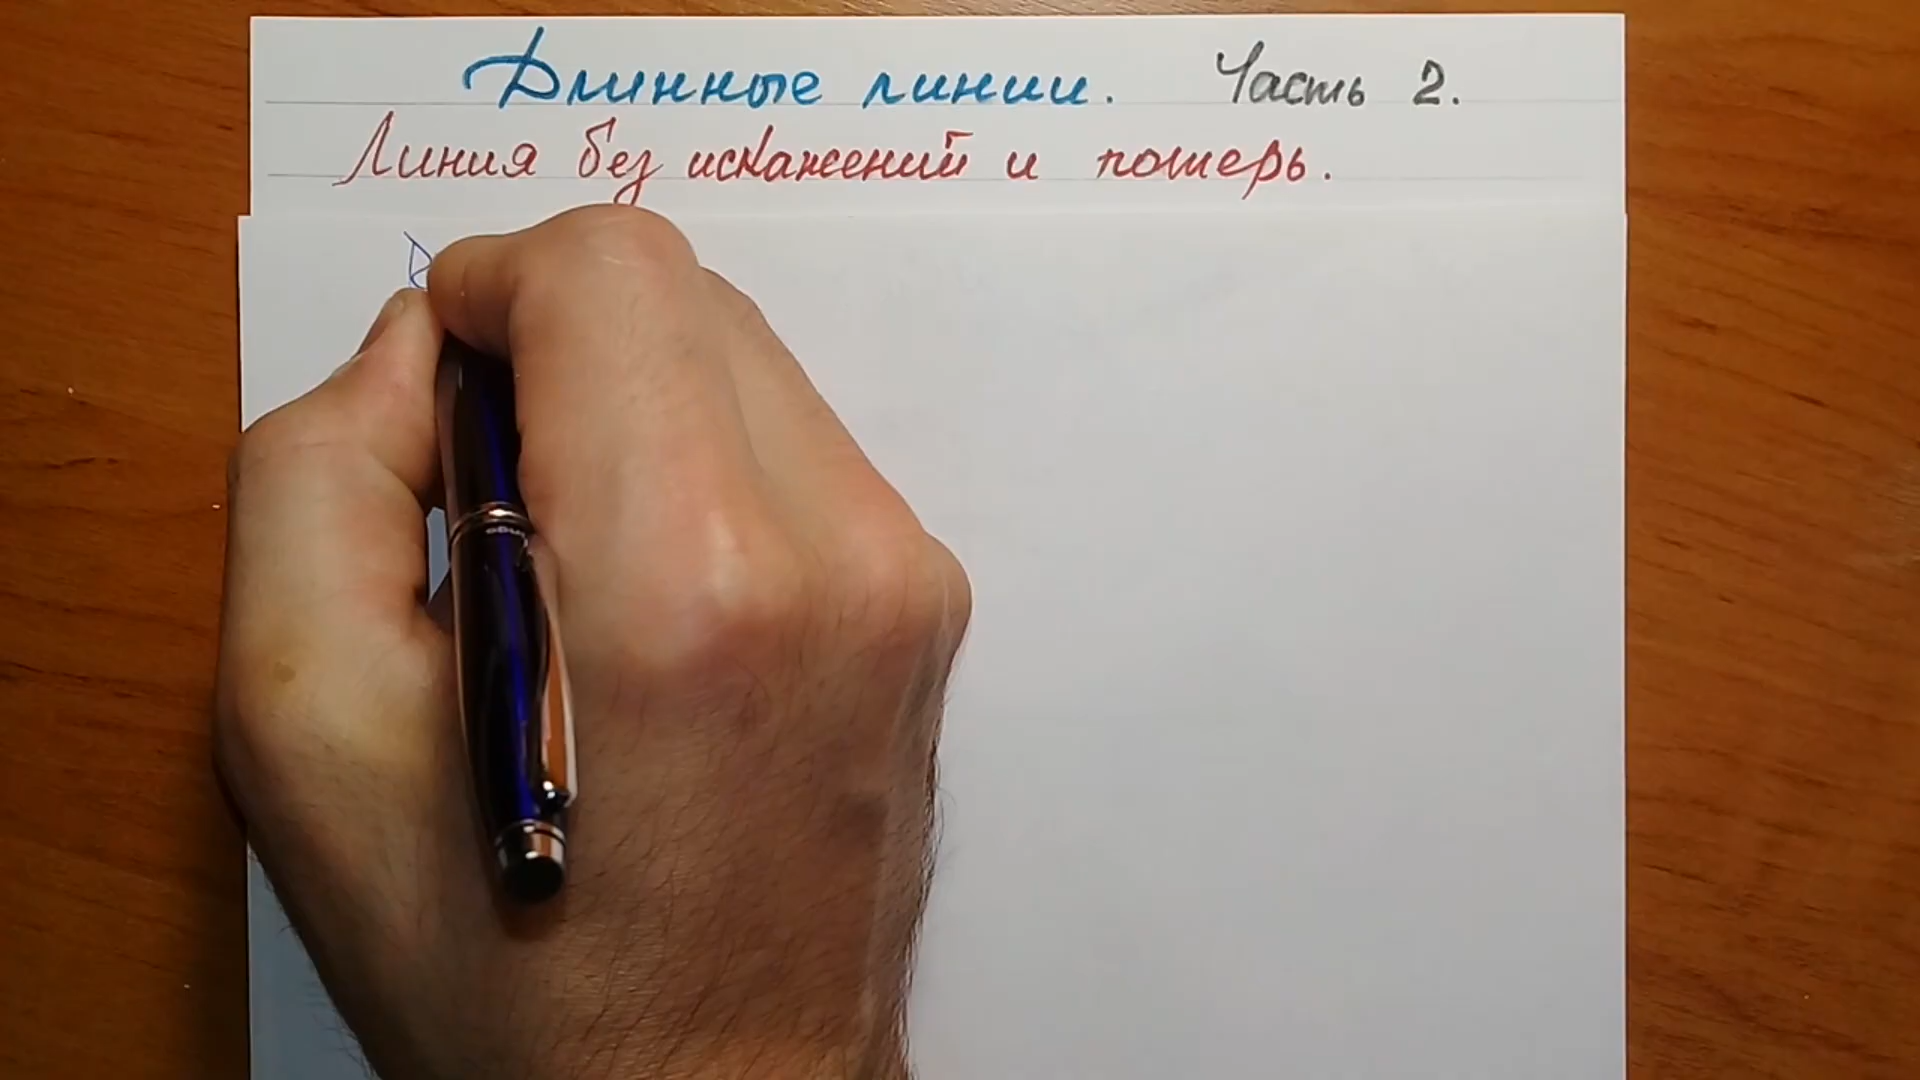 Длинные линии. Часть 2.
Линия без искажений и потерь.